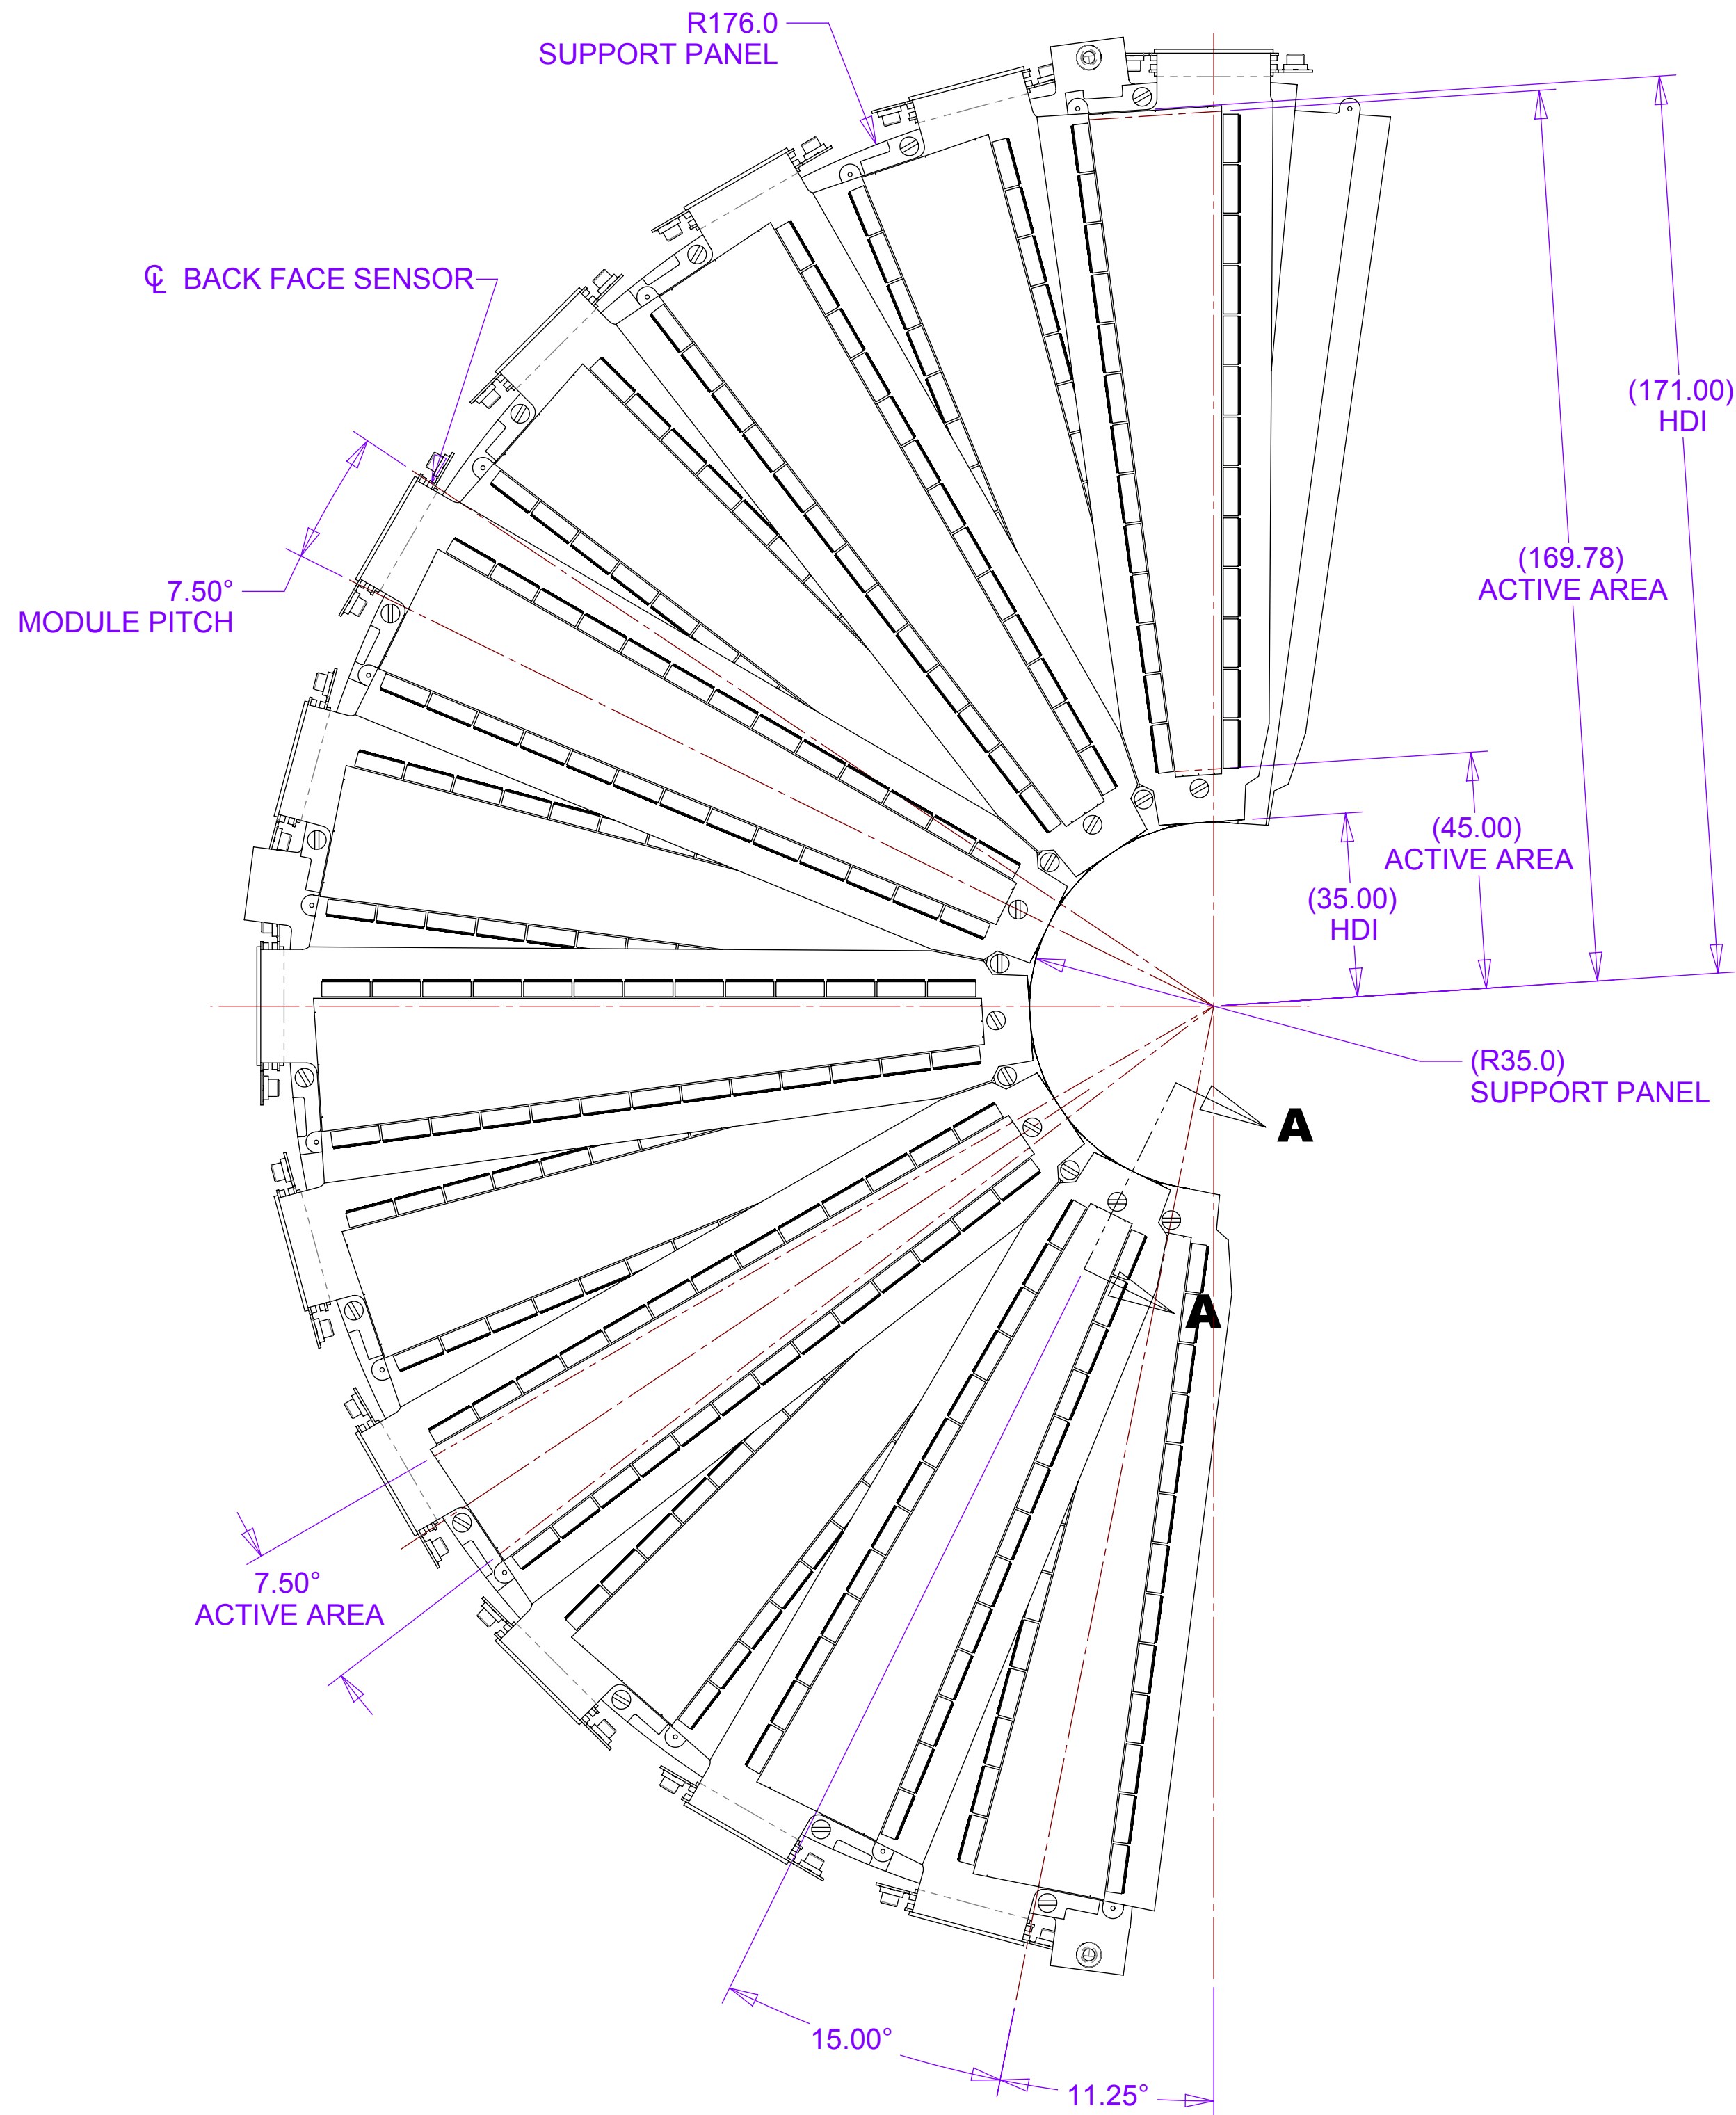 R176.0
SUPPORT PANEL
℄ BACK FACE SENSOR
(171.00)
HDI
(169.78)
ACTIVE AREA
7.50°
MODULE PITCH
(45.00)
ACTIVE AREA
(35.00)
HDI
(R35.0)
SUPPORT PANEL
A
A
7.50°
ACTIVE AREA
15.00°
11.25°